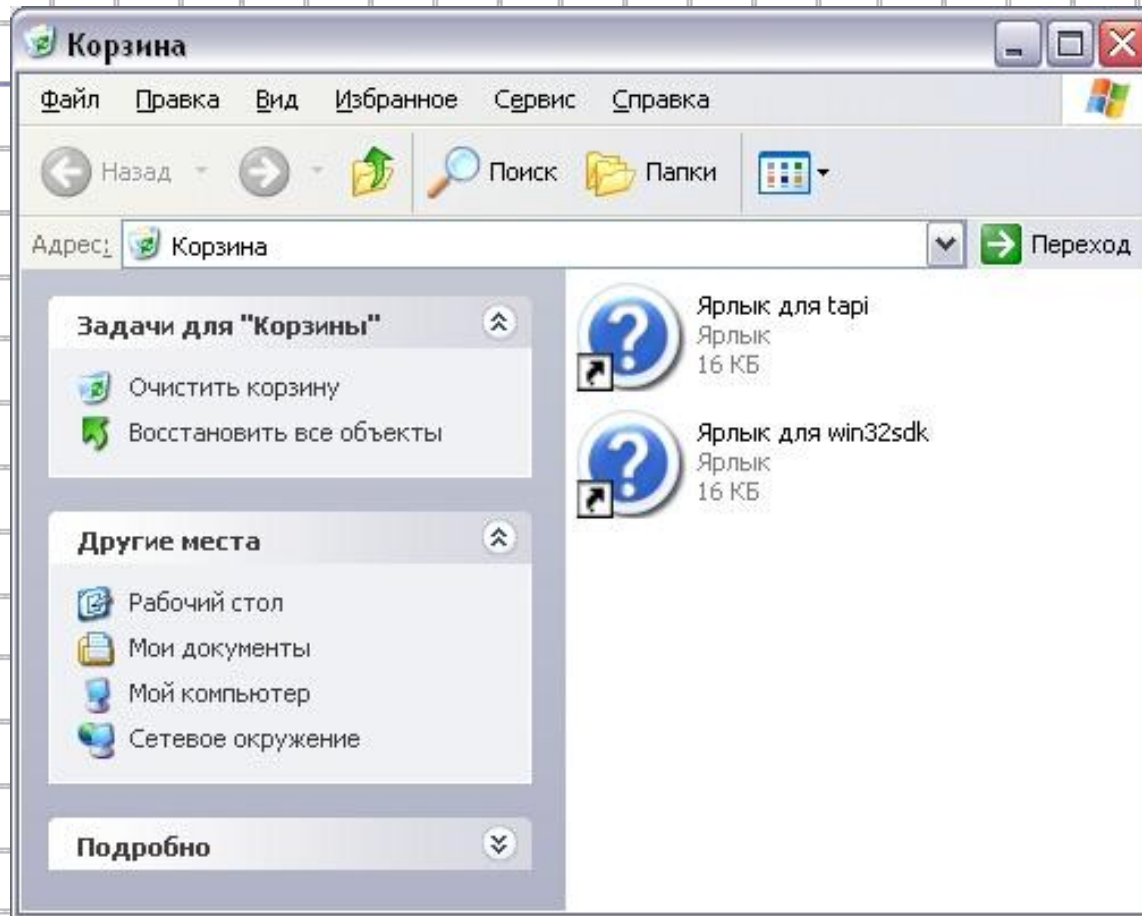 Корзина
Файл Правка Вид Избранное Сервис Справка
Назад Поиск Папки
Адрес: Корзина Переход
Задачи для "Корзины"
Очистить корзину
Восстановить все объекты
Другие места
Рабочий стол
Мои документы
Мой компьютер
Сетевое окружение
Подробно
Ярлык для tapi
Ярлык
16 КБ
Ярлык для win32sdk
Ярлык
16 КБ